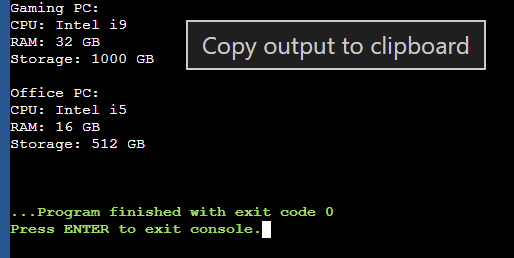 Gaming PC:
CPU: Intel i9
RAM: 32 GB
Storage: 1000 GB
Copy output to clipboard
Office PC:
CPU: Intel i5
RAM: 16 GB
Storage: 512 GB
...Program finished with exit code 0
Press ENTER to exit console.